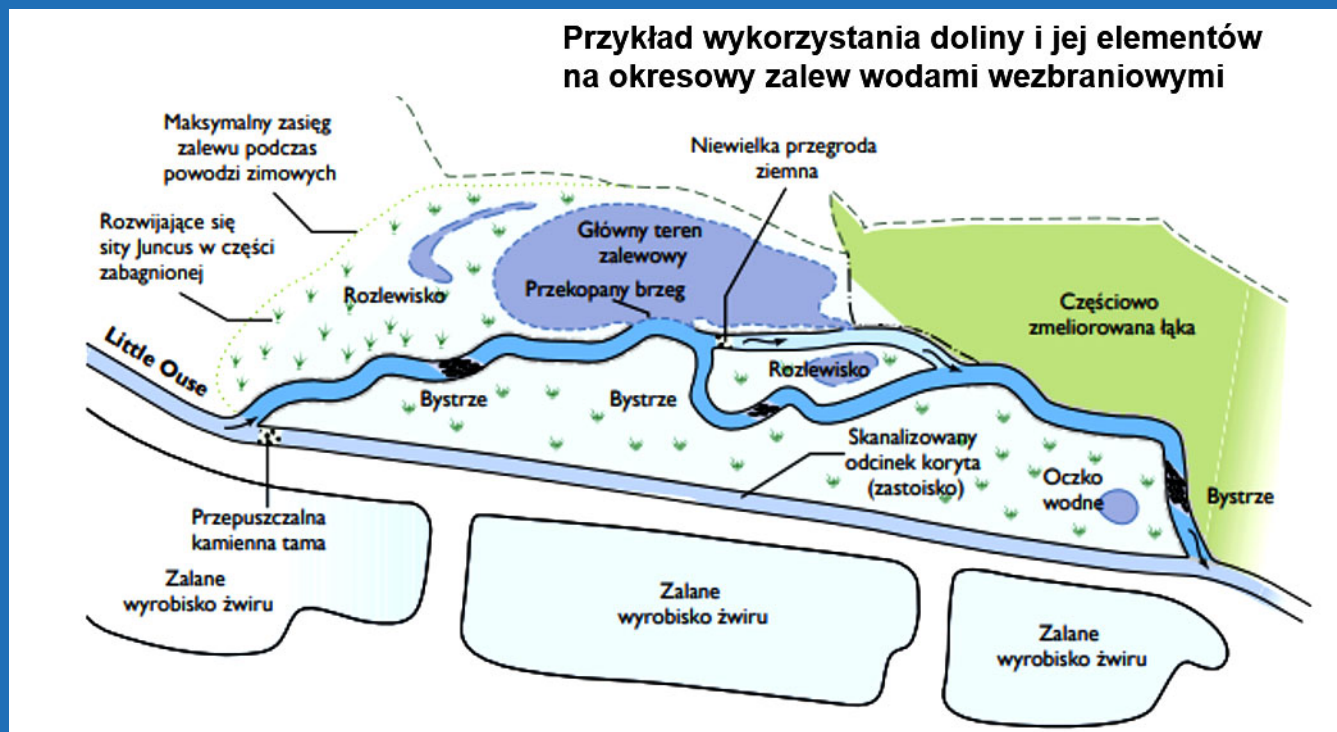 Przykład wykorzystania doliny i jej elementów
na okresowy zalew wodami wezbraniowymi
Maksymalny zasięg
zalewu podczas
powodzi zimowych
Niewielka przegroda
ziemna
Rozwijające się
sity Juncus w części
zabagnionej
Główny teren
zalewowy
Rozlewisko
Przekopany brzeg
Częściowo
zmeliorowana łąka
Little Ouse
Rozlewisko
Bystrze
Bystrze
Skanalizowany
odcinek koryta
(zastoisko)
Oczko
wodne
Bystrze
Przepuszczalna
kamienna tama
Zalane
wyrobisko żwiru
Zalane
wyrobisko żwiru
Zalane
wyrobisko żwiru